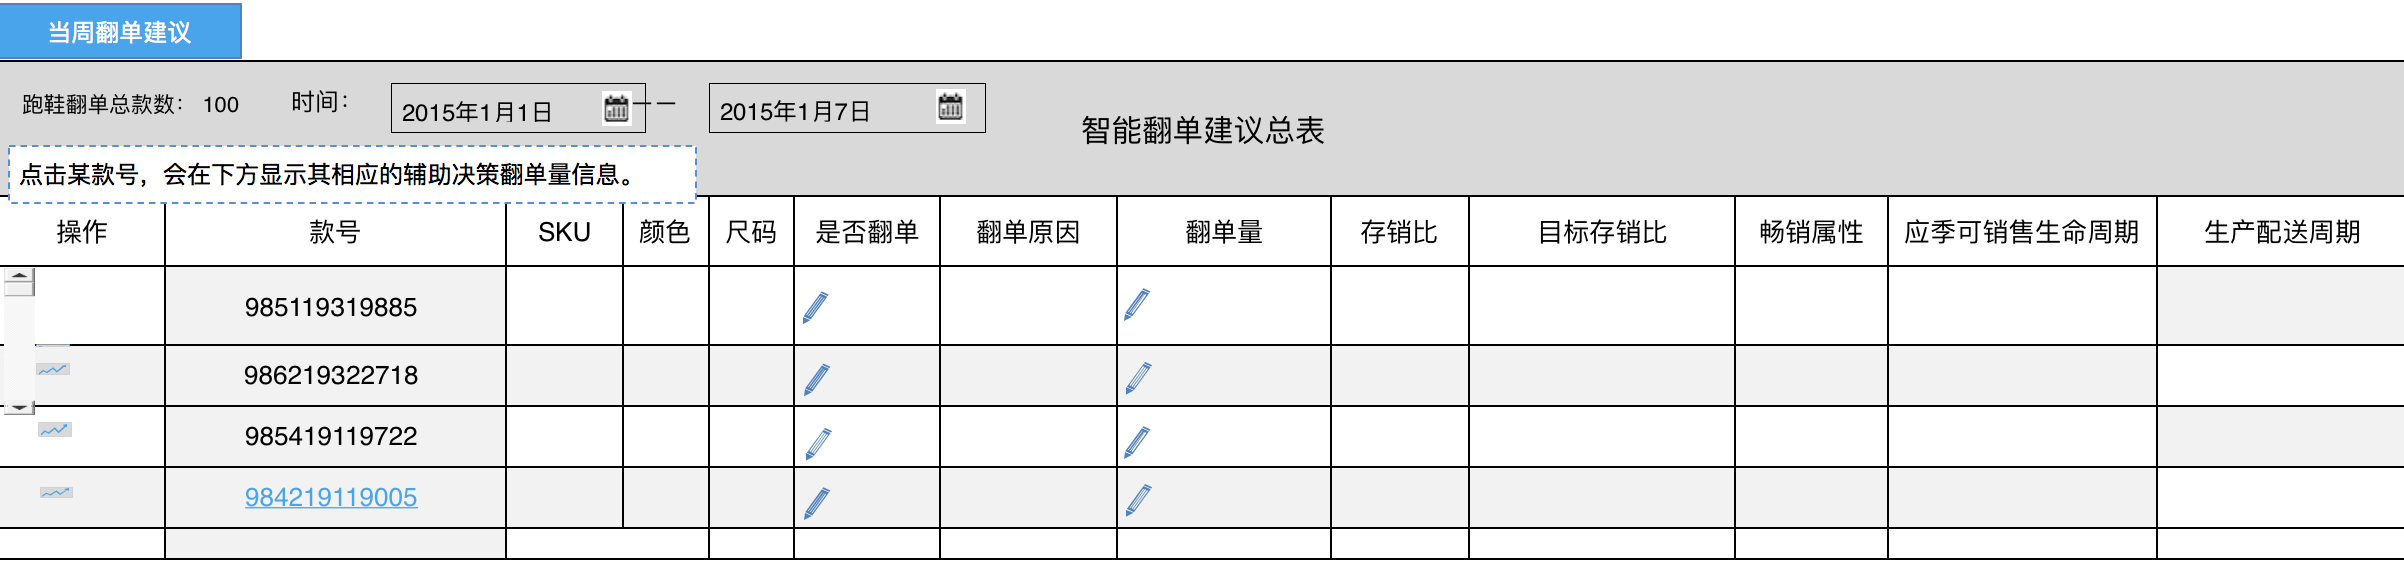 当周翻单建议
跑鞋翻单总款数： 100 时间： 2015年1月1日 —— 2015年1月7日
智能翻单建议总表
点击某款号，会在下方显示其相应的辅助决策翻单量信息。
操作 款号 SKU 颜色 尺码 是否翻单 翻单原因 翻单量 存销比 目标存销比 畅销属性 应季可销售生命周期 生产配送周期
985119319885
986219322718
985419119722
984219119005